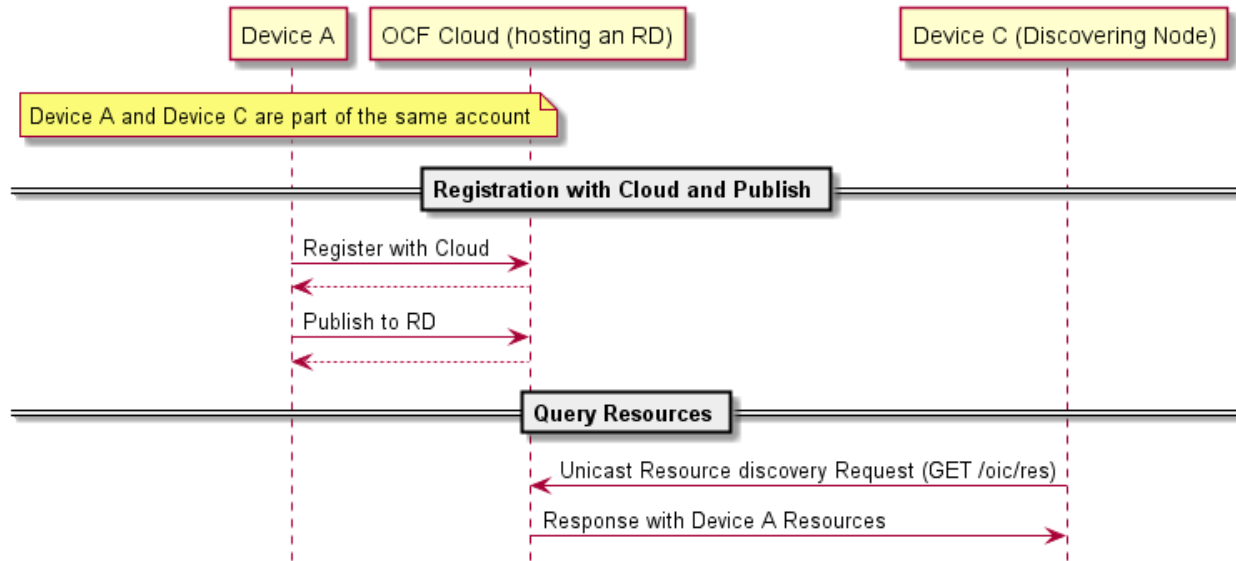 Device A
OCF Cloud (hosting an RD)
Device C (Discovering Node)
Device A and Device C are part of the same account
Registration with Cloud and Publish
Register with Cloud
Publish to RD
Query Resources
Unicast Resource discovery Request (GET /oic/res)
Response with Device A Resources